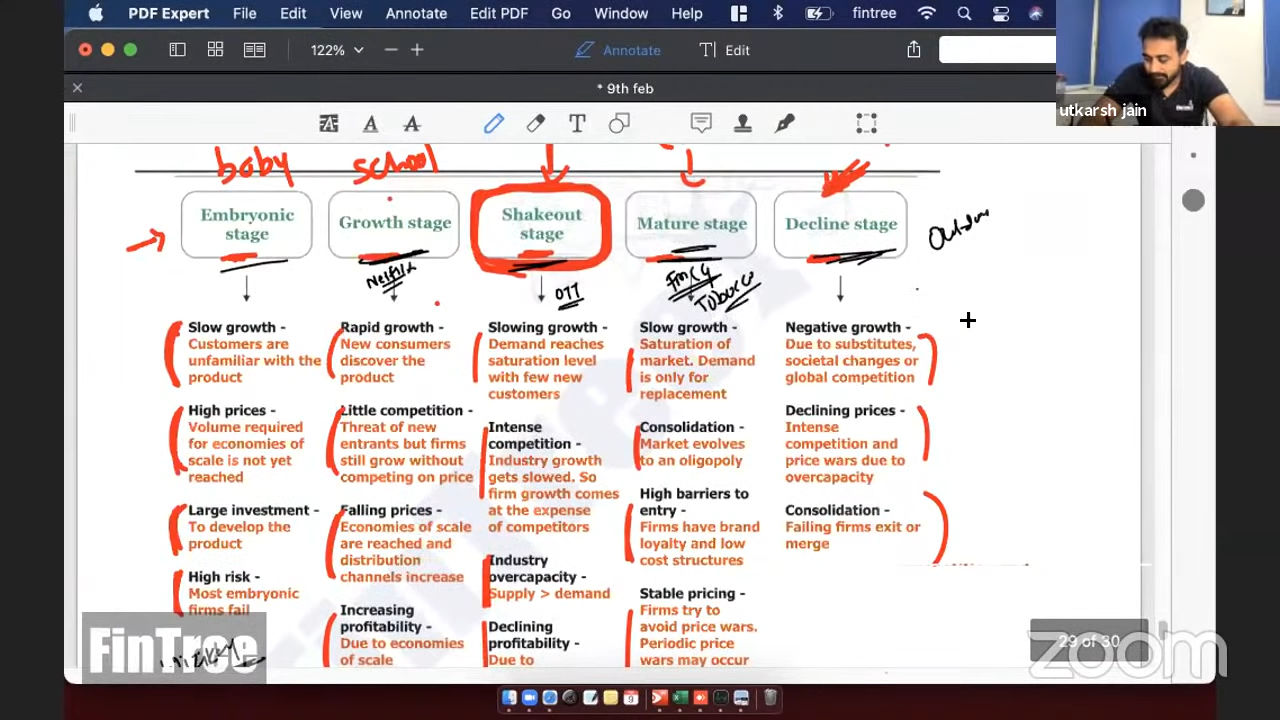 PDF Expert File Edit View Annotate Edit PDF Go Window Help fintree
122% Annotate Edit
* 9th feb
utkarsh jain
baby school
Embryonic
stage
Growth stage
Shakeout
stage
Mature stage
Decline stage
Netflix
OTT
FMCG
Tobacco
Slow growth -
Customers are
unfamiliar with the
product
High prices -
Volume required
for economies of
scale is not yet
reached
Large investment -
To develop the
product
High risk -
Most embryonic
firms fail
Rapid growth -
New consumers
discover the
product
Little competition -
Threat of new
entrants but firms
still grow without
competing on price
Falling prices -
Economies of scale
are reached and
distribution
channels increase
Increasing
profitability -
Due to economies
of scale
Slowing growth -
Demand reaches
saturation level
with few new
customers
Intense
competition -
Industry growth
gets slowed. So
firm growth comes
at the expense
of competitors
Industry
overcapacity -
Supply > demand
Declining
profitability -
Due to
Slow growth -
Saturation of
market. Demand
is only for
replacement
Consolidation -
Market evolves
to an oligopoly
High barriers to
entry -
Firms have brand
loyalty and low
cost structures
Stable pricing -
Firms try to
avoid price wars.
Periodic price
wars may occur
Negative growth -
Due to substitutes,
societal changes or
global competition
Declining prices -
Intense
competition and
price wars due to
overcapacity
Consolidation -
Failing firms exit or
merge
FinTree
29 of 30
zoom